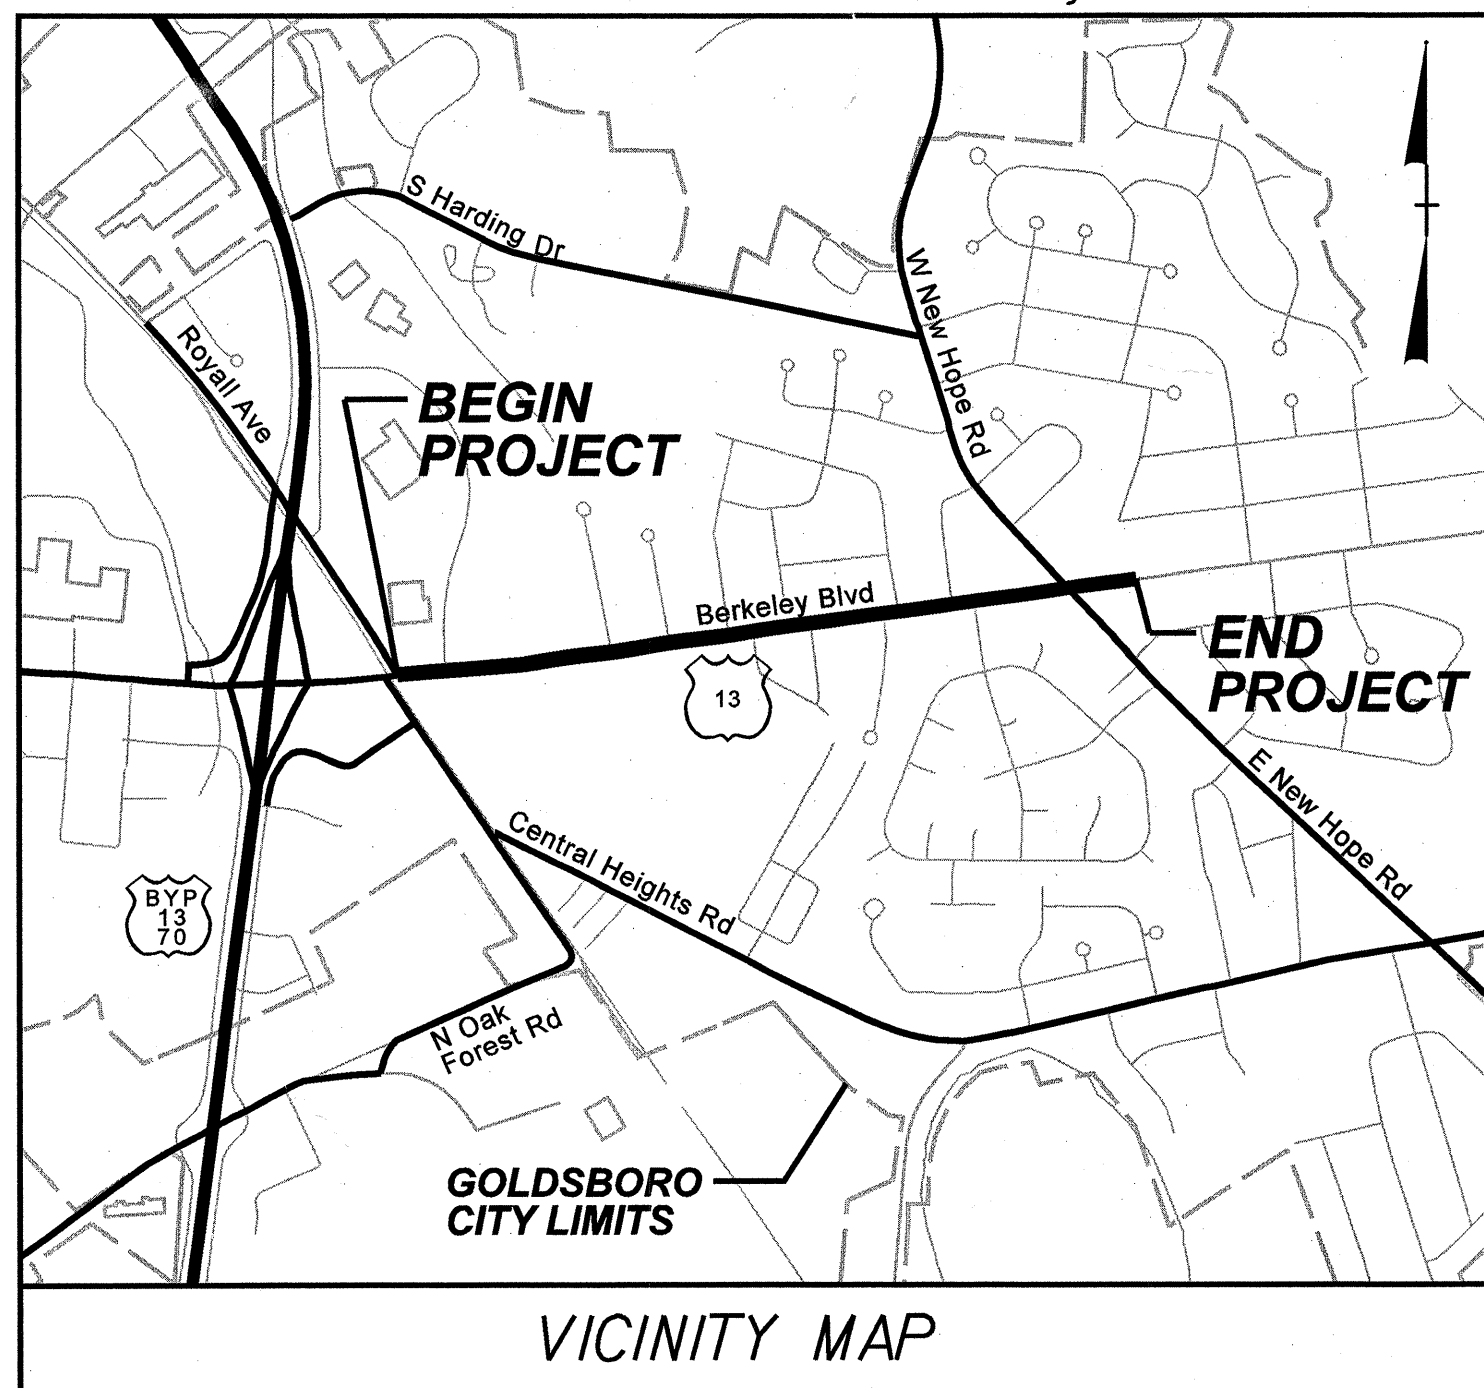 S Harding Dr
W New Hope Rd
Royall Ave
BEGIN
PROJECT
Berkeley Blvd
13
END
PROJECT
E New Hope Rd
Central Heights Rd
BYP
13
70
N Oak
Forest Rd
GOLDSBORO
CITY LIMITS
VICINITY MAP